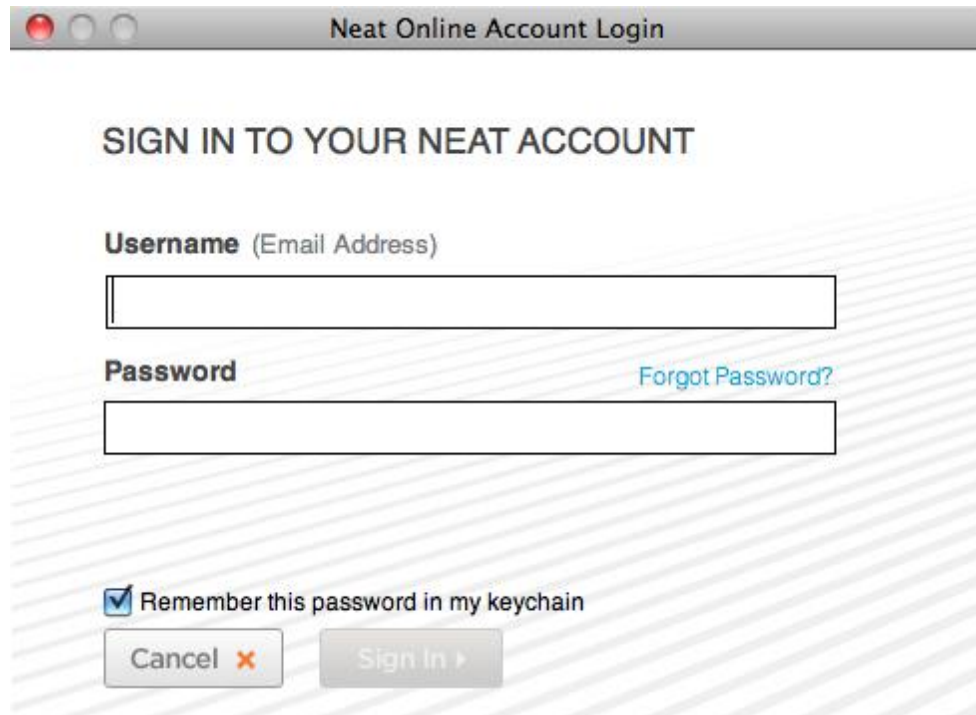 Neat Online Account Login
SIGN IN TO YOUR NEAT ACCOUNT
Username (Email Address)
Password Forgot Password?
Remember this password in my keychain
Cancel Sign In